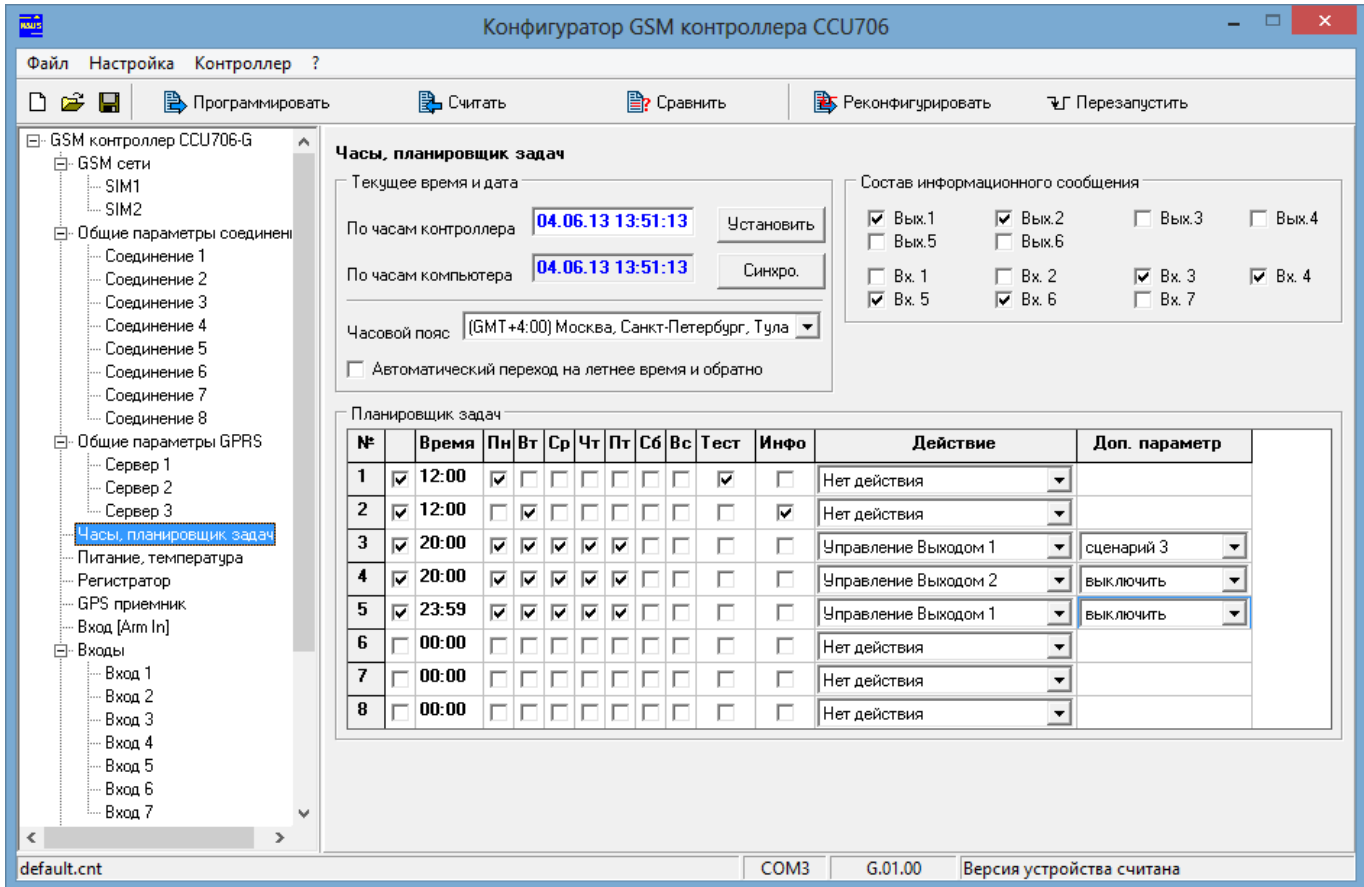 Конфигуратор GSM контроллера CCU706
Файл Настройка Контроллер ?
Программировать Считать Сравнить Реконфигурировать Перезапустить
GSM контроллер CCU706-G
GSM сети
SIM1
SIM2
Общие параметры соединени
Соединение 1
Соединение 2
Соединение 3
Соединение 4
Соединение 5
Соединение 6
Соединение 7
Соединение 8
Общие параметры GPRS
Сервер 1
Сервер 2
Сервер 3
Часы, планировщик задач
Питание, температура
Регистратор
GPS приемник
Вход [Arm In]
Входы
Вход 1
Вход 2
Вход 3
Вход 4
Вход 5
Вход 6
Вход 7
Часы, планировщик задач
Текущее время и дата
По часам контроллера 04.06.13 13:51:13 Установить
По часам компьютера 04.06.13 13:51:13 Синхро.
Часовой пояс (GMT+4:00) Москва, Санкт-Петербург, Тула
Автоматический переход на летнее время и обратно
Состав информационного сообщения
Вых.1 Вых.2 Вых.3 Вых.4
Вых.5 Вых.6
Вх. 1 Вх. 2 Вх. 3 Вх. 4
Вх. 5 Вх. 6 Вх. 7
Планировщик задач
№ Время Пн Вт Ср Чт Пт Сб Вс Тест Инфо Действие Доп. параметр
1 12:00 Нет действия
2 12:00 Нет действия
3 20:00 Управление Выходом 1 сценарий 3
4 20:00 Управление Выходом 2 выключить
5 23:59 Управление Выходом 1 выключить
6 00:00 Нет действия
7 00:00 Нет действия
8 00:00 Нет действия
default.cnt COM3 G.01.00 Версия устройства считана